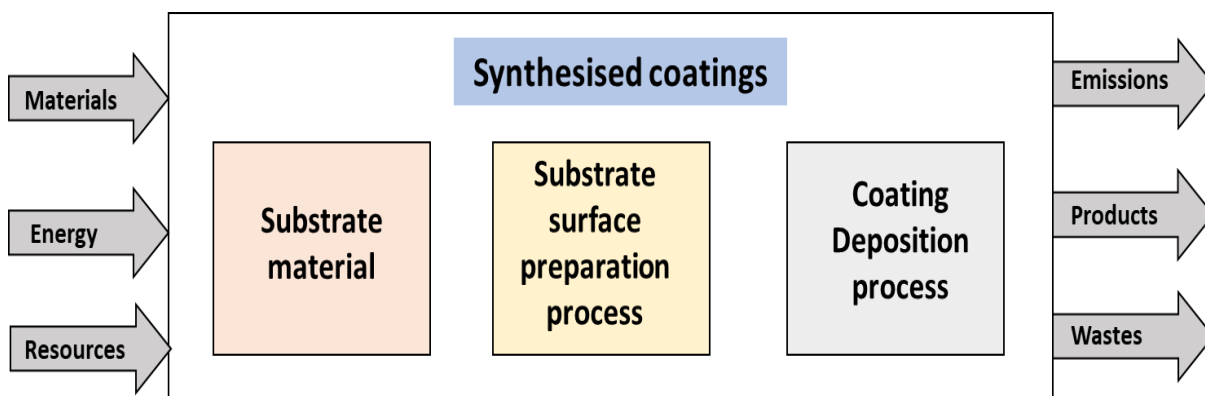 Synthesised coatings
Materials
Energy
Resources
Substrate
material
Substrate
surface
preparation
process
Coating
Deposition
process
Emissions
Products
Wastes